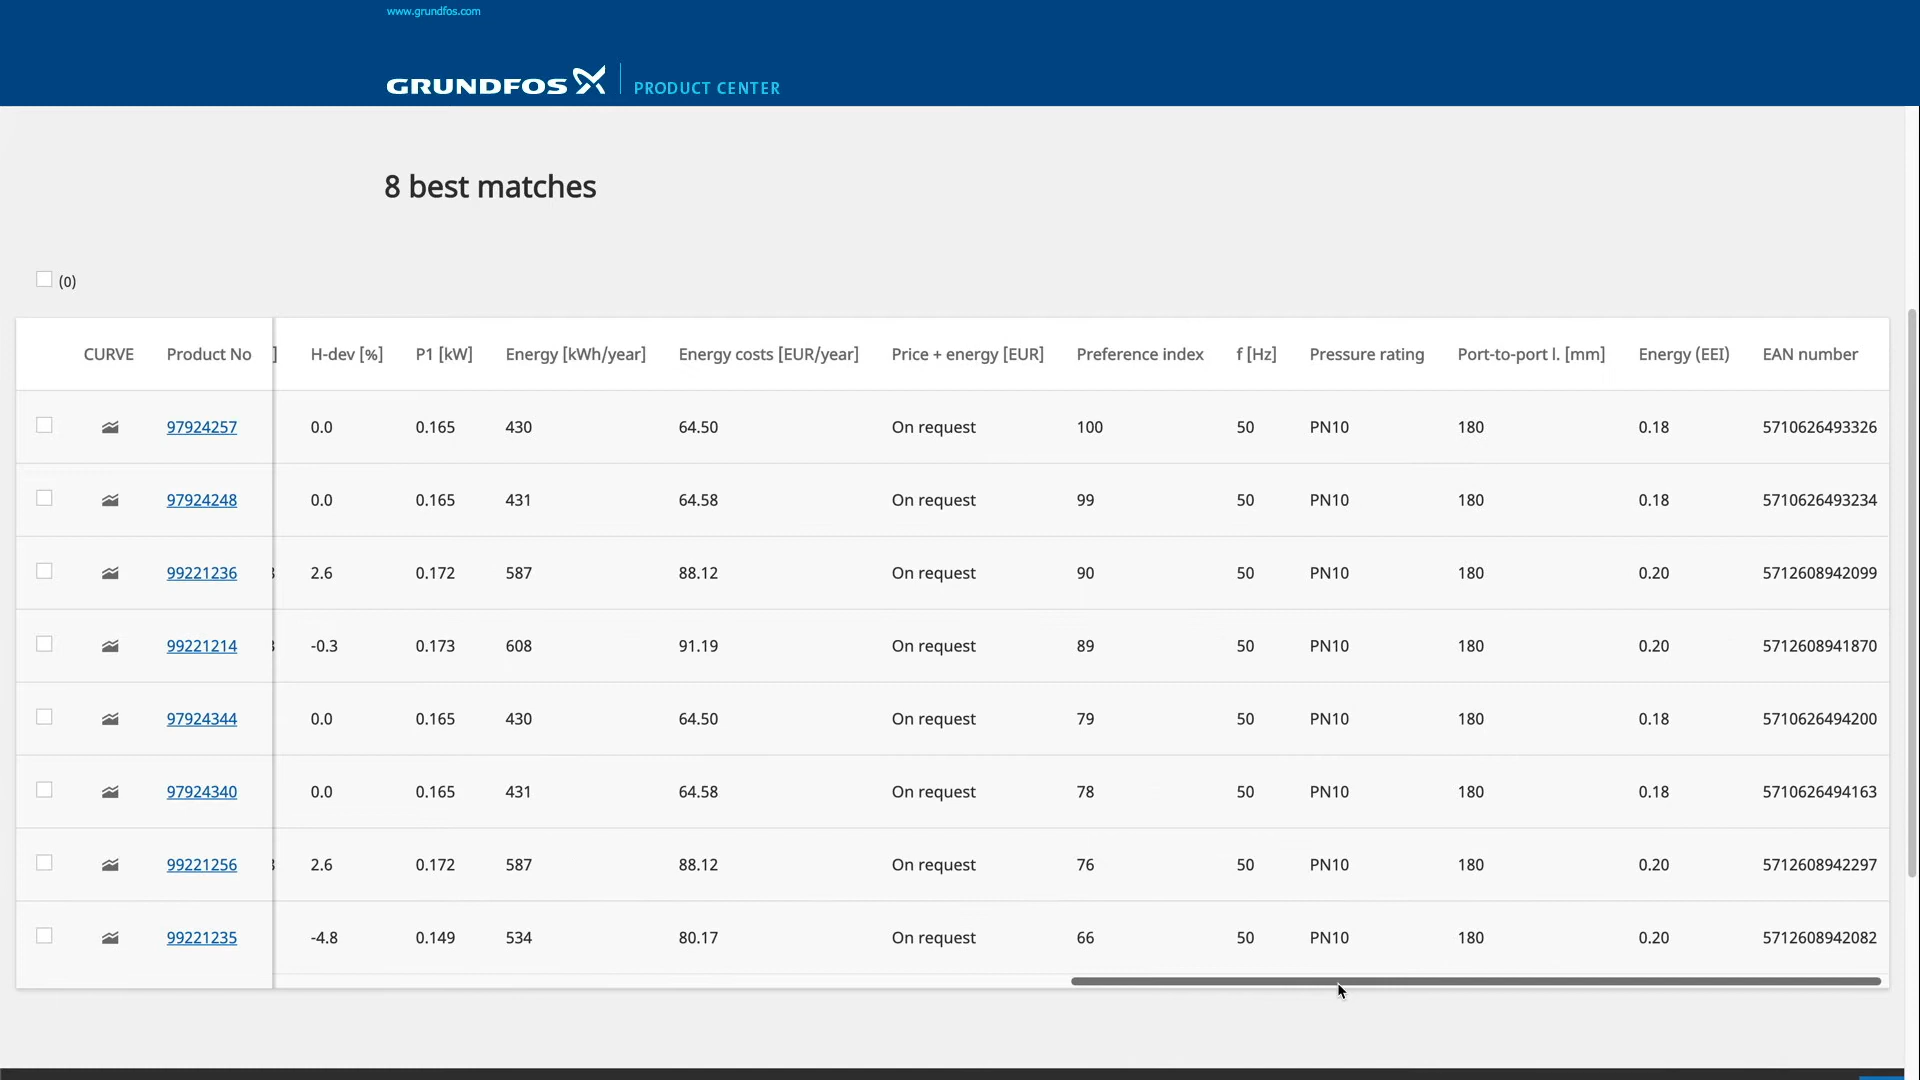 www.grundfos.com
GRUNDFOS PRODUCT CENTER
8 best matches
(0)
CURVE Product No ] H-dev [%] P1 [kW] Energy [kWh/year] Energy costs [EUR/year] Price + energy [EUR] Preference index f [Hz] Pressure rating Port-to-port l. [mm] Energy (EEI) EAN number
97924257 0.0 0.165 430 64.50 On request 100 50 PN10 180 0.18 5710626493326
97924248 0.0 0.165 431 64.58 On request 99 50 PN10 180 0.18 5710626493234
99221236 2.6 0.172 587 88.12 On request 90 50 PN10 180 0.20 5712608942099
99221214 -0.3 0.173 608 91.19 On request 89 50 PN10 180 0.20 5712608941870
97924344 0.0 0.165 430 64.50 On request 79 50 PN10 180 0.18 5710626494200
97924340 0.0 0.165 431 64.58 On request 78 50 PN10 180 0.18 5710626494163
99221256 2.6 0.172 587 88.12 On request 76 50 PN10 180 0.20 5712608942297
99221235 -4.8 0.149 534 80.17 On request 66 50 PN10 180 0.20 5712608942082